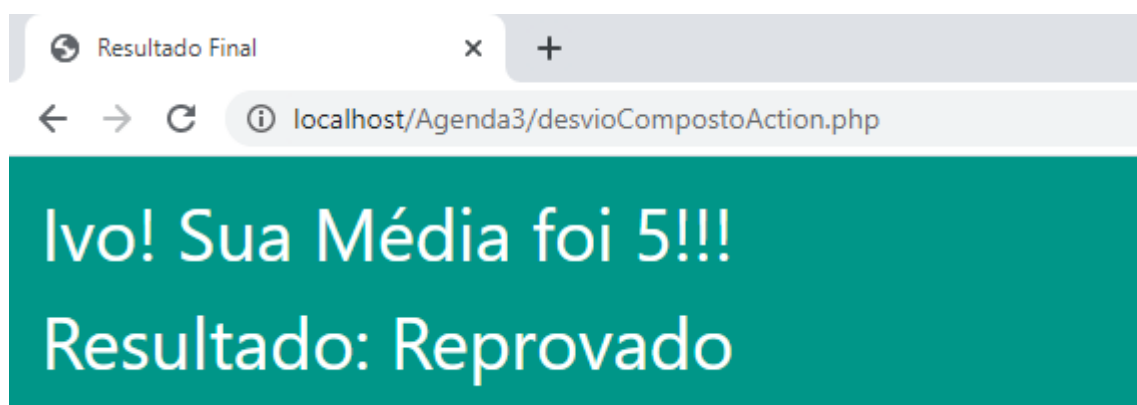 Resultado Final
localhost/Agenda3/desvioCompostoAction.php
Ivo! Sua Média foi 5!!!
Resultado: Reprovado